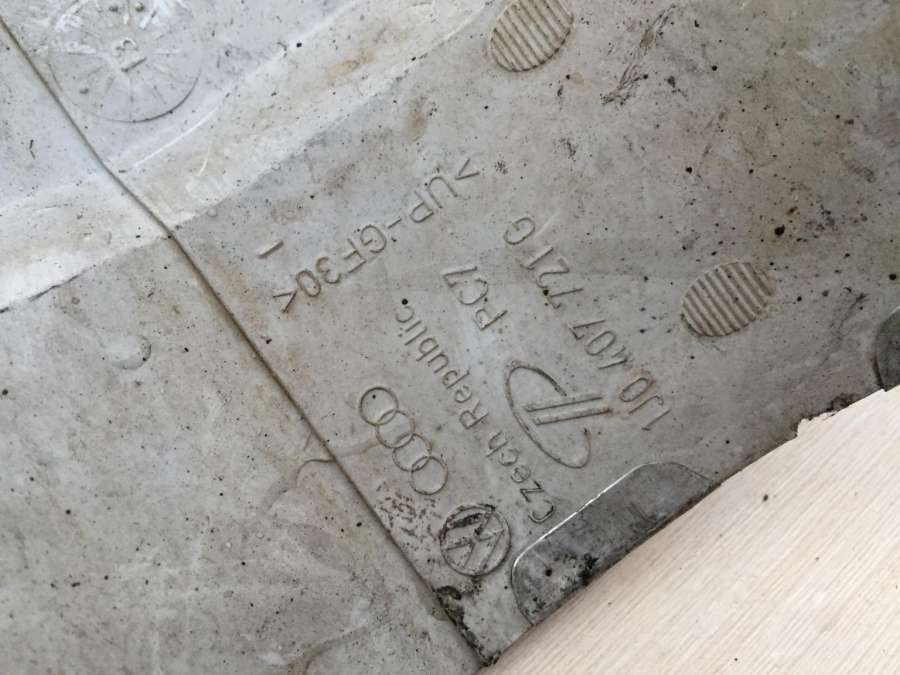 >UP-GF30<
Czech Republic
PC7
1J0 407 721 G